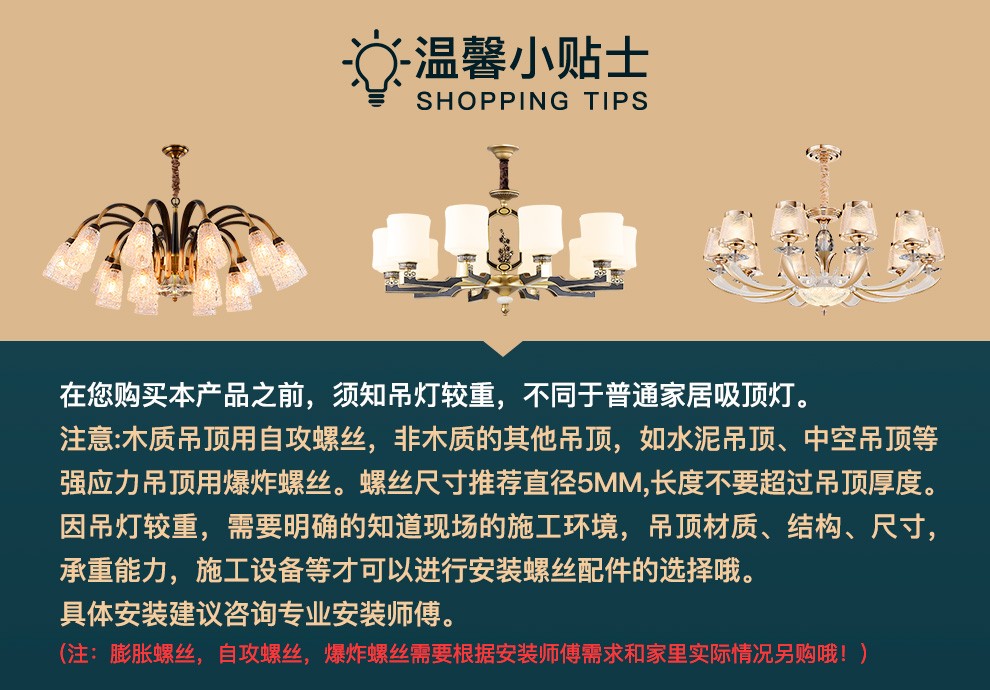 温馨小贴士
SHOPPING TIPS
在您购买本产品之前，须知吊灯较重，不同于普通家居吸顶灯。
注意:木质吊顶用自攻螺丝，非木质的其他吊顶，如水泥吊顶、中空吊顶等
强应力吊顶用爆炸螺丝。螺丝尺寸推荐直径5MM,长度不要超过吊顶厚度。
因吊灯较重，需要明确的知道现场的施工环境，吊顶材质、结构、尺寸，
承重能力，施工设备等才可以进行安装螺丝配件的选择哦。
具体安装建议咨询专业安装师傅。
(注：膨胀螺丝，自攻螺丝，爆炸螺丝需要根据安装师傅需求和家里实际情况另购哦！)